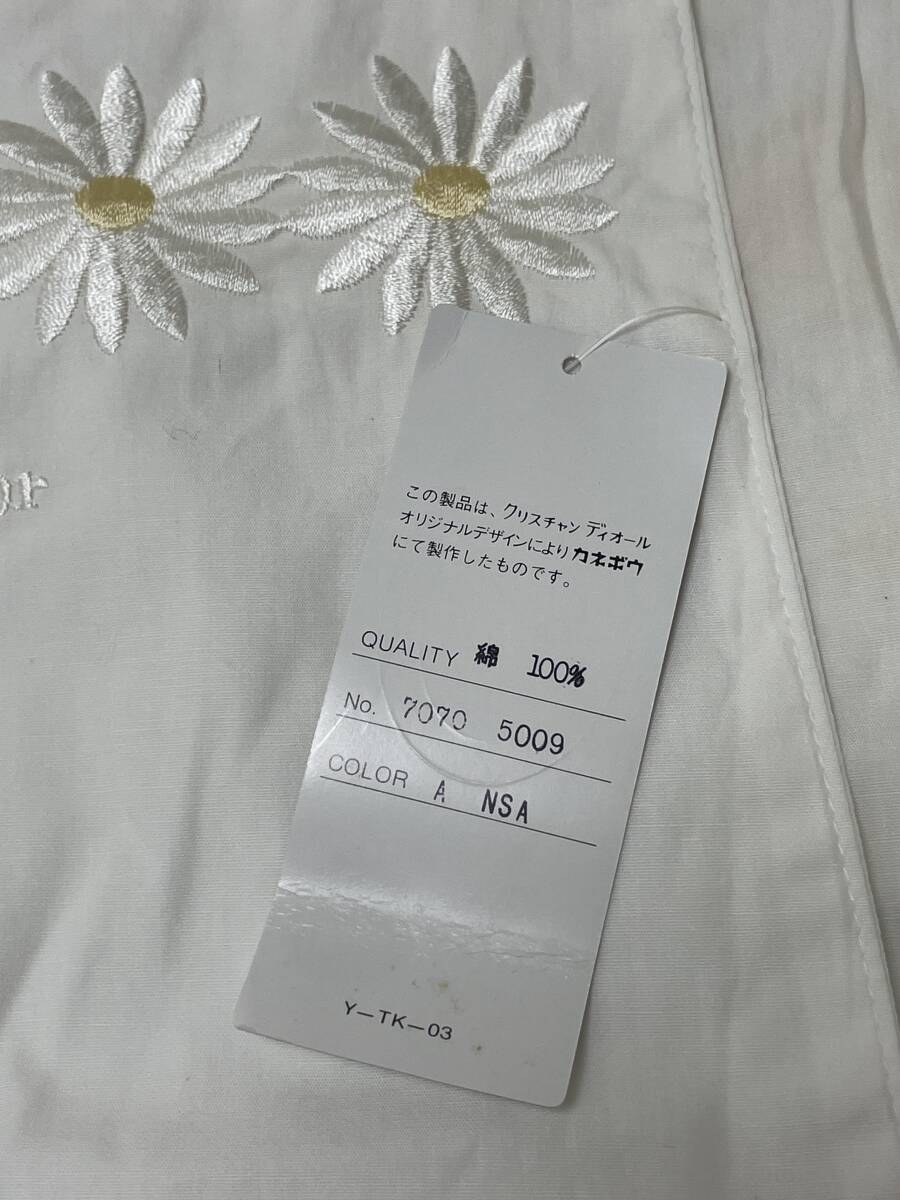 or
この製品は、クリスチャン ディオール
オリジナルデザインによりカネボウ
にて製作したものです。
QUALITY 綿 100%
No. 7070 5009
COLOR A NSA
Y-TK-03